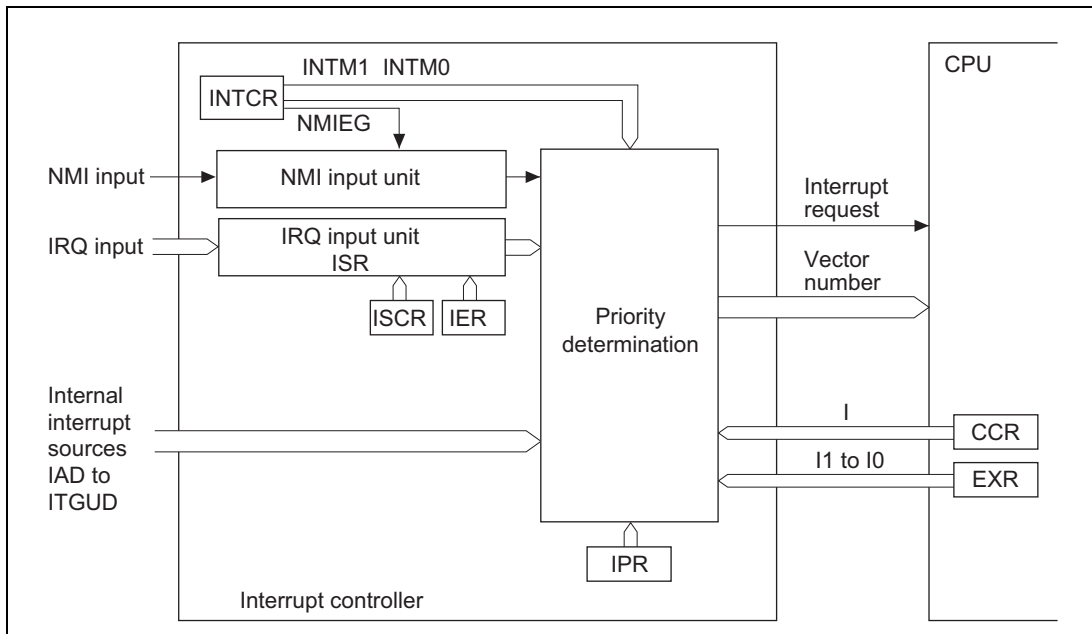 INTM1 INTM0
CPU
INTCR
NMIEG
NMI input
NMI input unit
Interrupt
request
IRQ input
IRQ input unit
ISR
Vector
number
ISCR
IER
Priority
determination
Internal
interrupt
sources
IAD to
ITGUD
I
CCR
I1 to I0
EXR
IPR
Interrupt controller